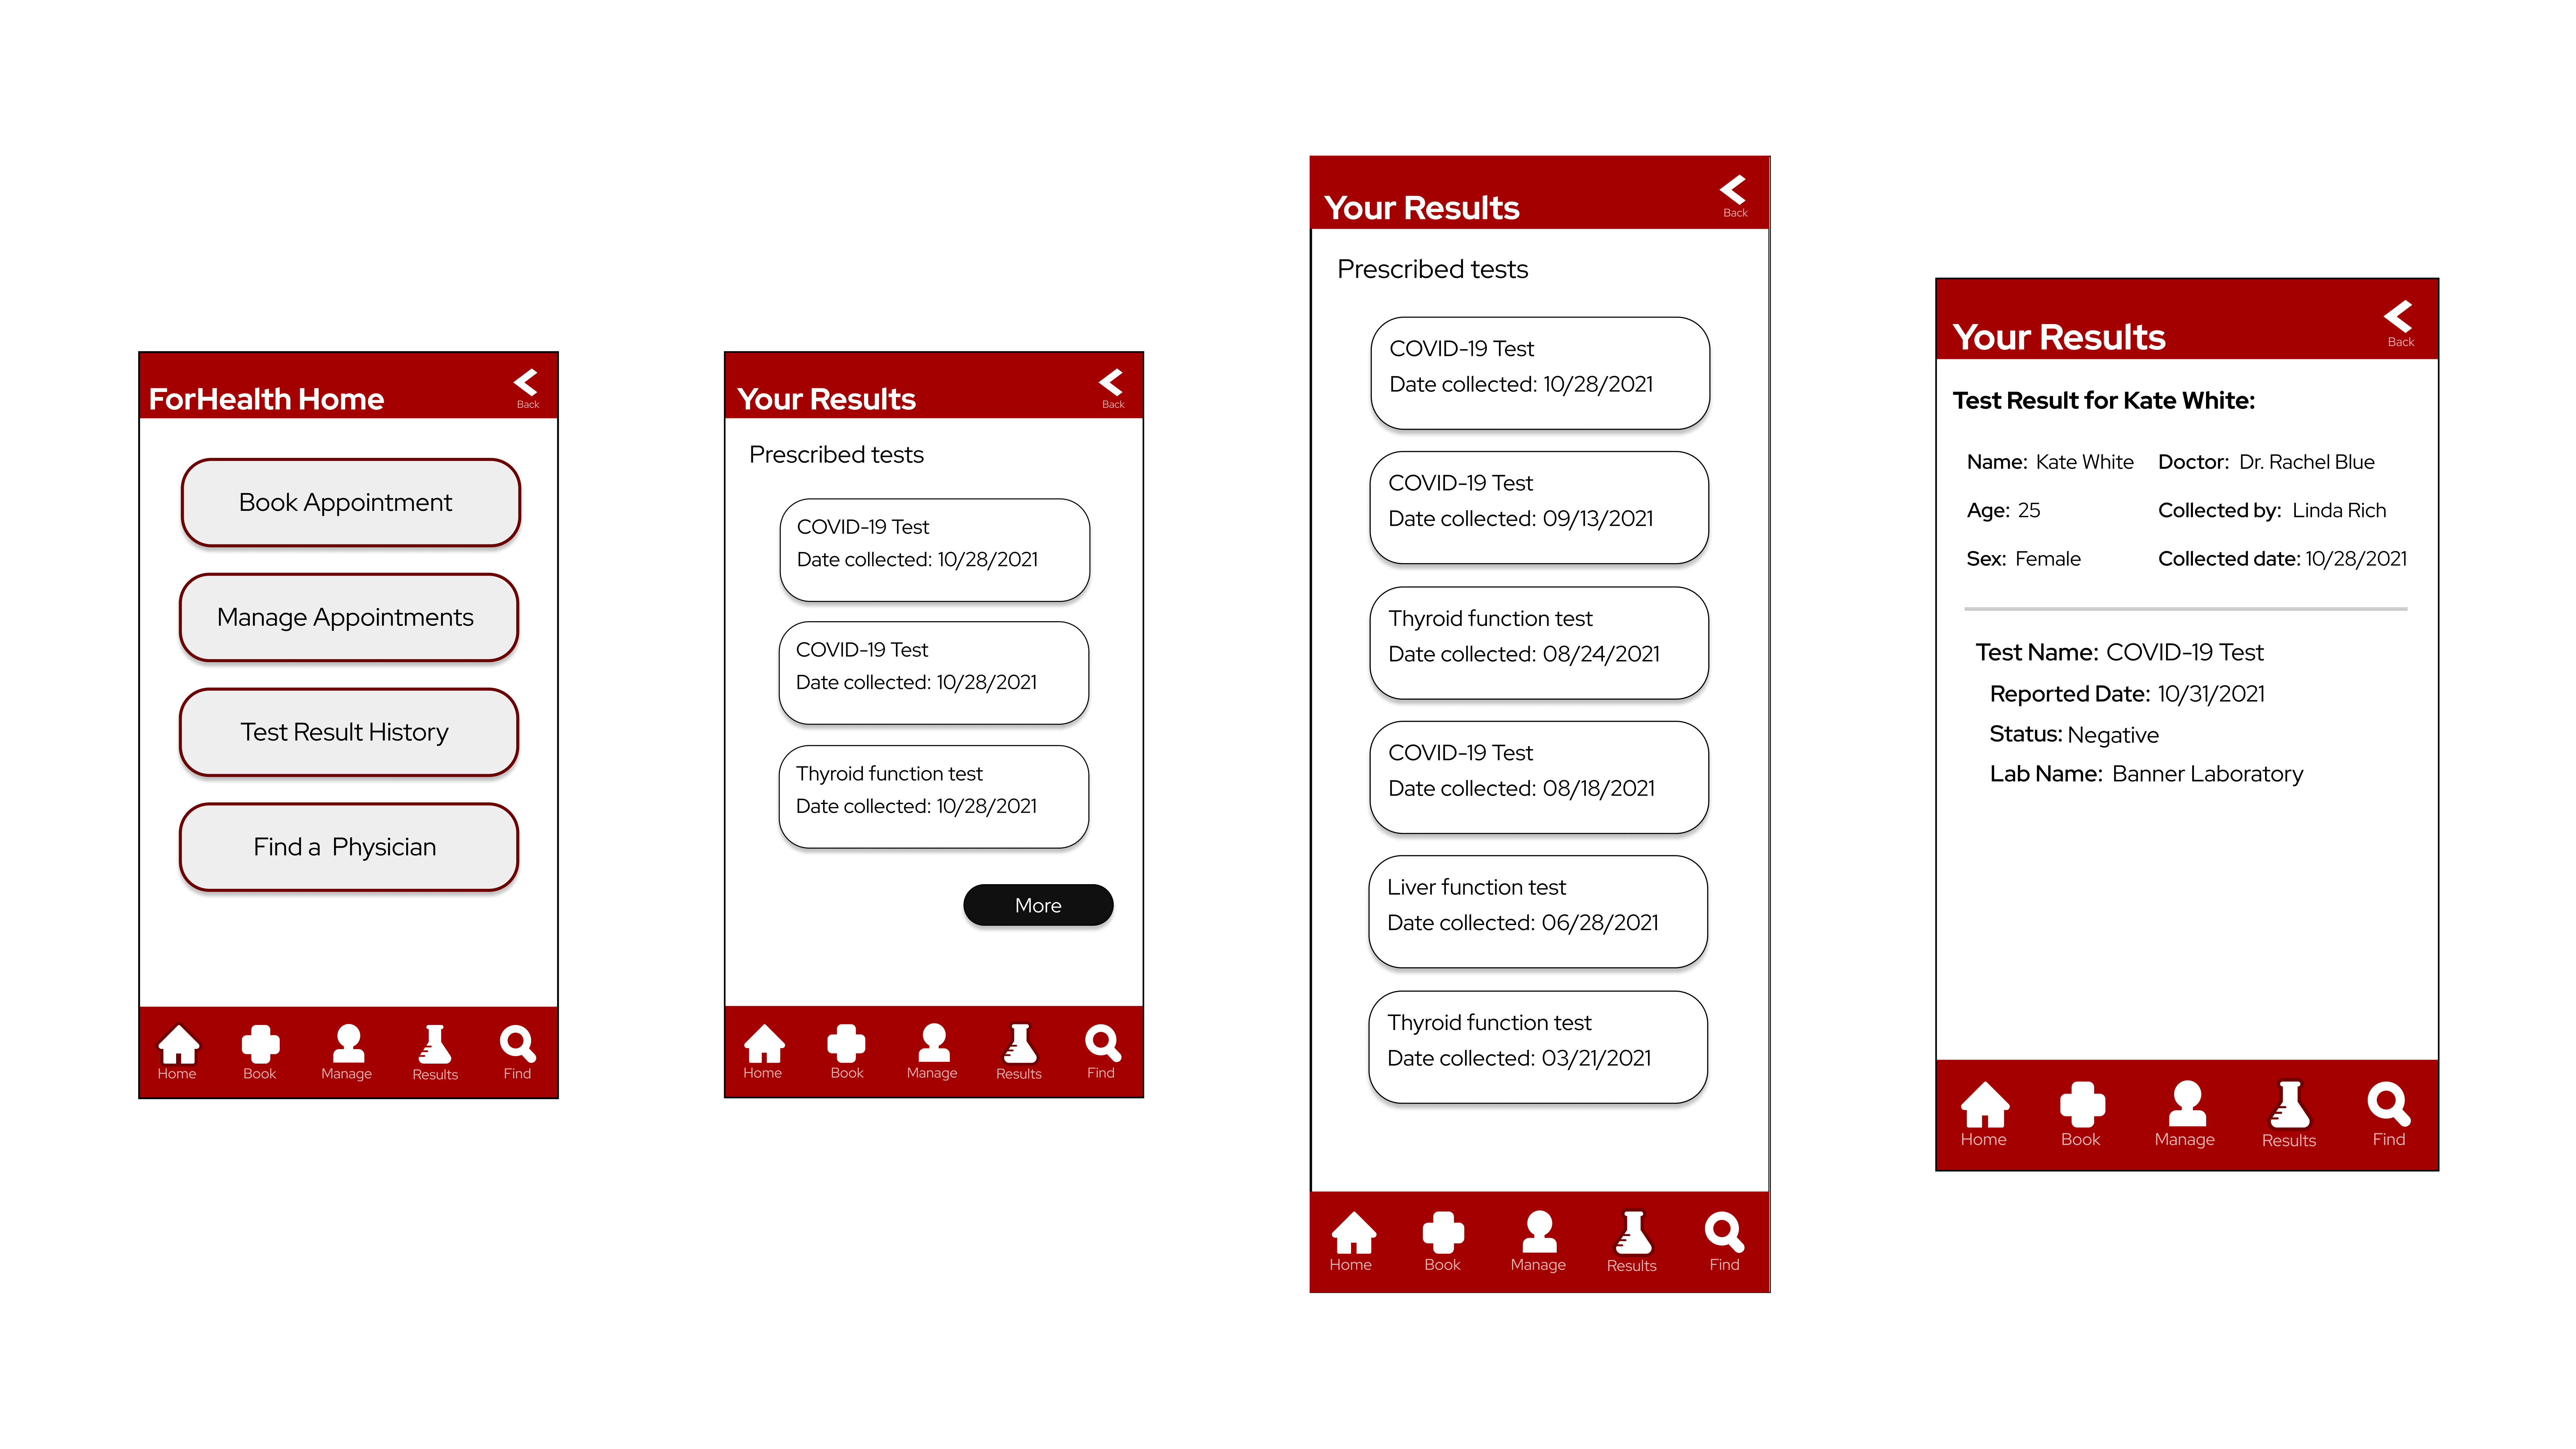 ForHealth Home
Back
Book Appointment
Manage Appointments
Test Result History
Find a Physician
Home
Book
Manage
Results
Find
Your Results
Back
Prescribed tests
COVID-19 Test
Date collected: 10/28/2021
COVID-19 Test
Date collected: 10/28/2021
Thyroid function test
Date collected: 10/28/2021
More
Home
Book
Manage
Results
Find
Your Results
Back
Prescribed tests
COVID-19 Test
Date collected: 10/28/2021
COVID-19 Test
Date collected: 09/13/2021
Thyroid function test
Date collected: 08/24/2021
COVID-19 Test
Date collected: 08/18/2021
Liver function test
Date collected: 06/28/2021
Thyroid function test
Date collected: 03/21/2021
Home
Book
Manage
Results
Find
Your Results
Back
Test Result for Kate White:
Name: Kate White
Doctor: Dr. Rachel Blue
Age: 25
Collected by: Linda Rich
Sex: Female
Collected date: 10/28/2021
Test Name: COVID-19 Test
Reported Date: 10/31/2021
Status: Negative
Lab Name: Banner Laboratory
Home
Book
Manage
Results
Find